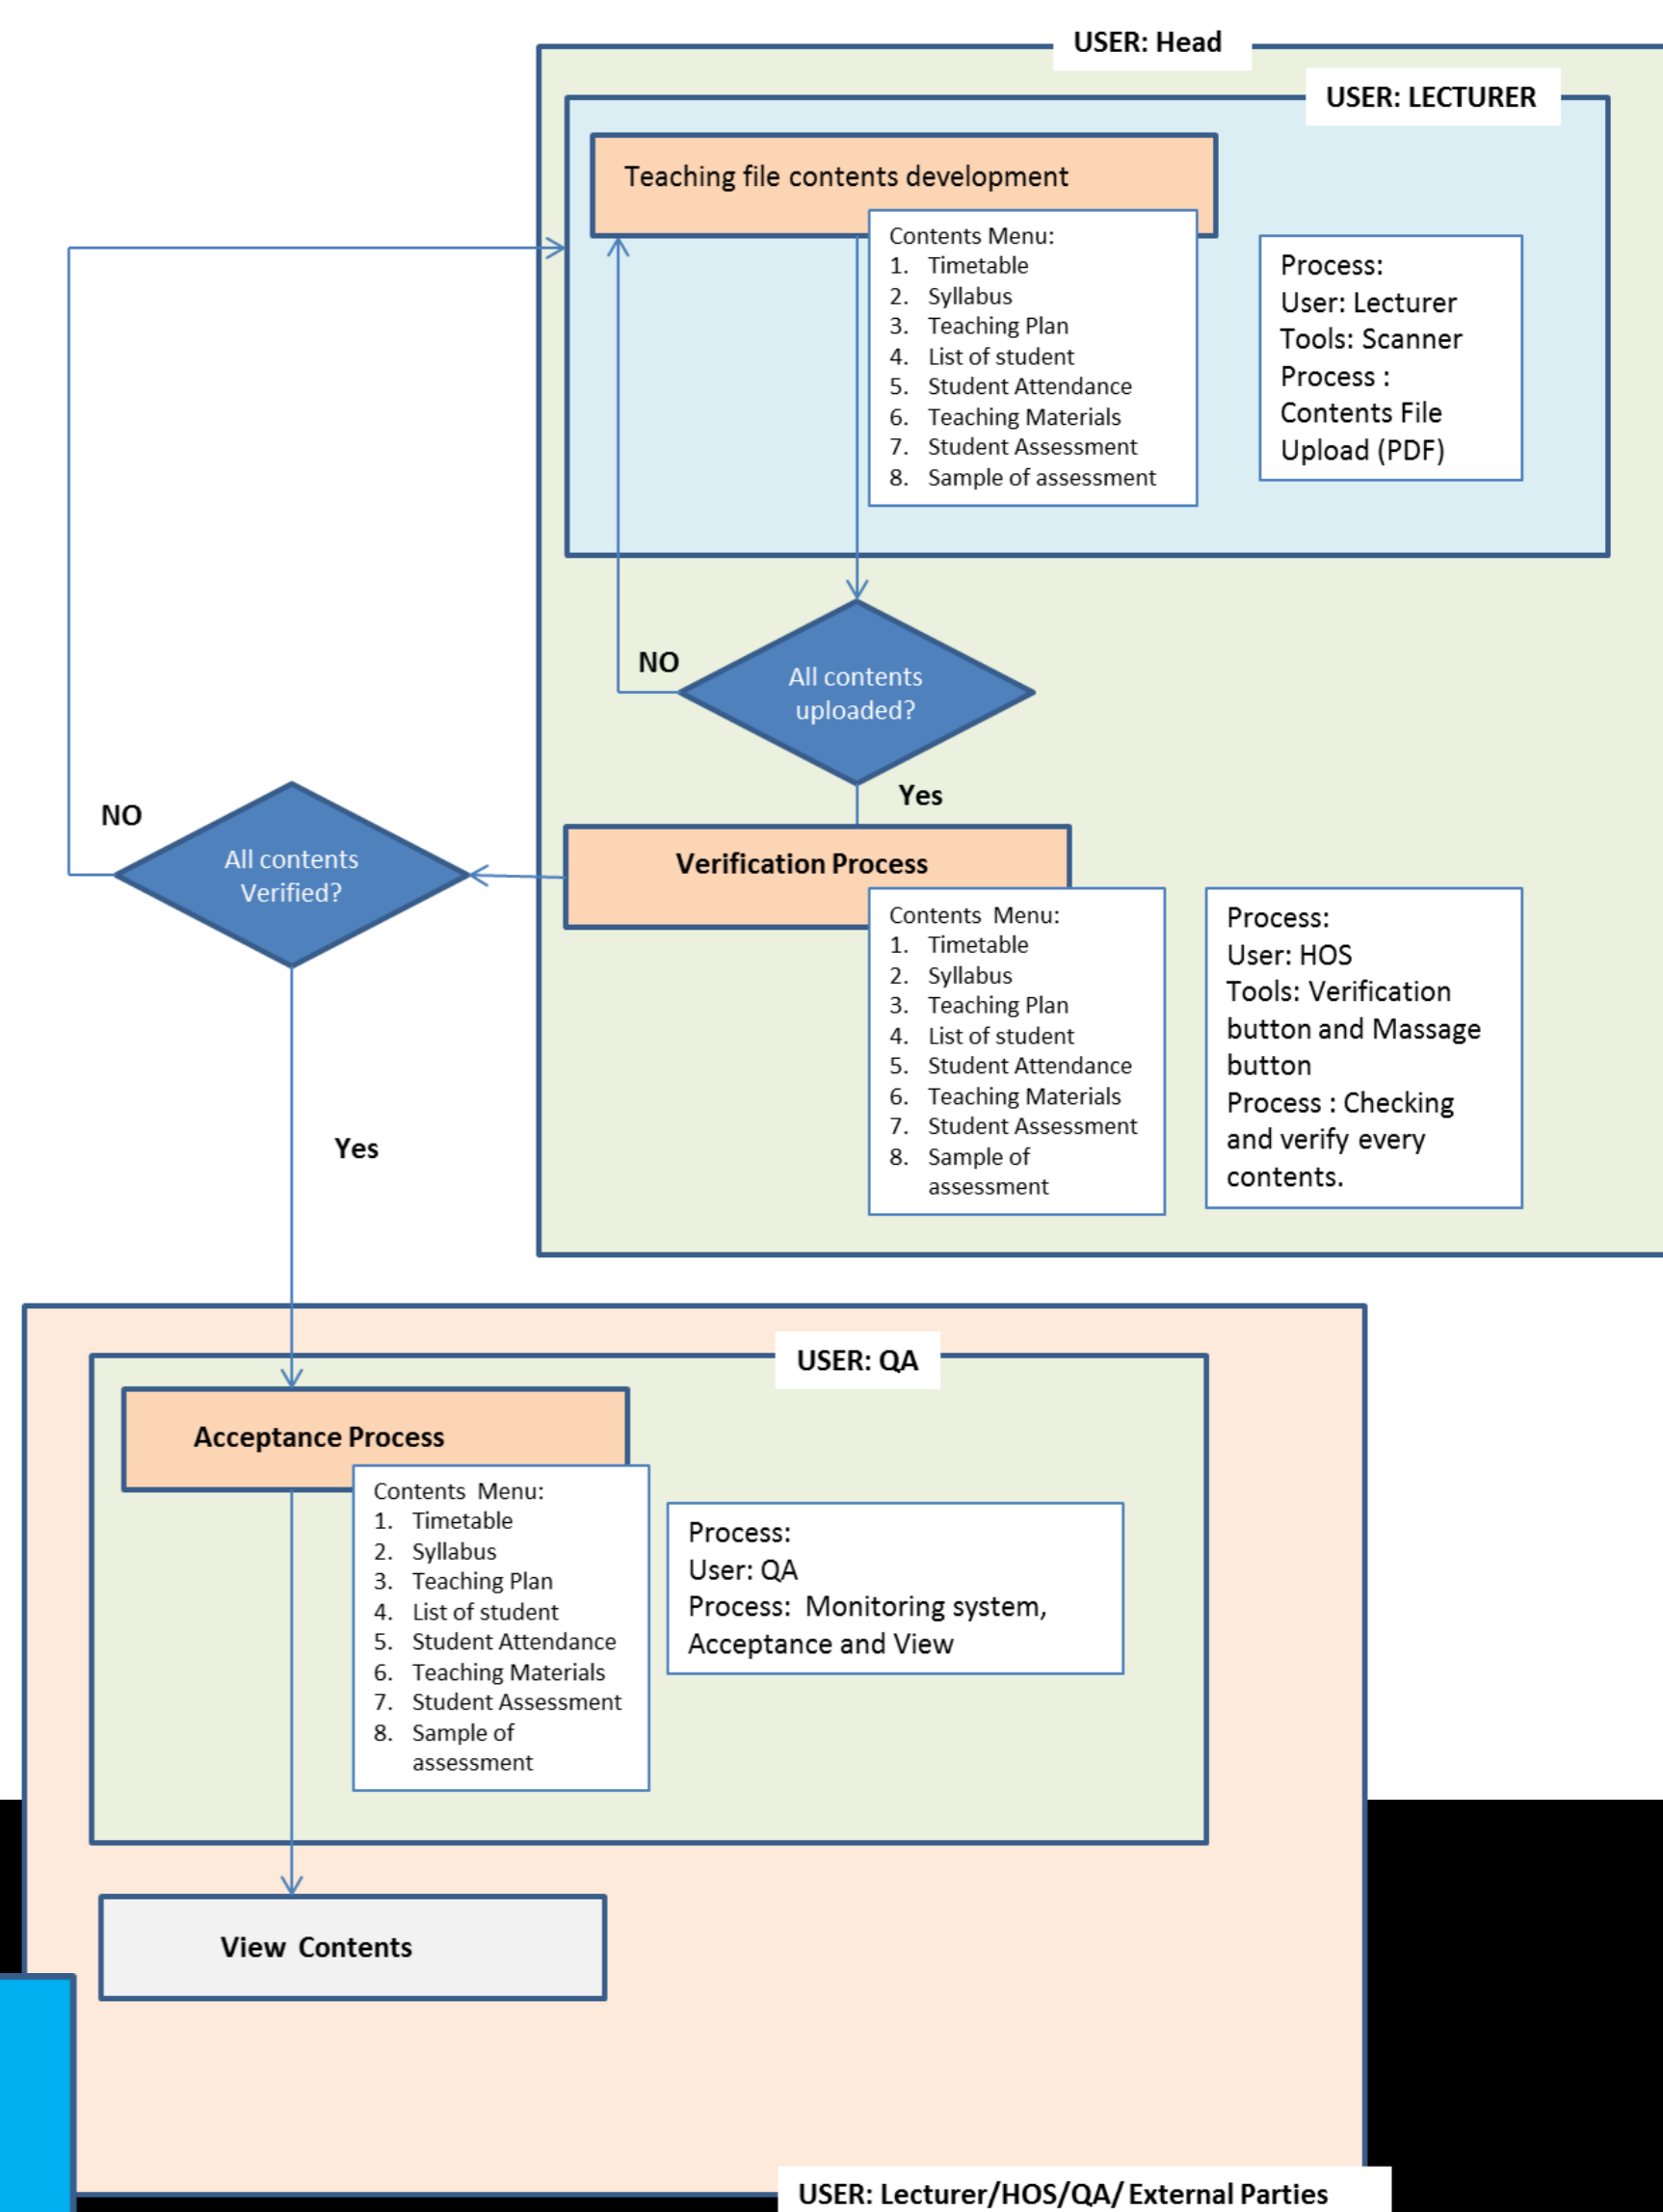 USER: Head
USER: LECTURER
Teaching file contents development
Contents Menu:
1. Timetable
2. Syllabus
3. Teaching Plan
4. List of student
5. Student Attendance
6. Teaching Materials
7. Student Assessment
8. Sample of assessment
Process:
User: Lecturer
Tools: Scanner
Process :
Contents File
Upload (PDF)
NO
All contents
uploaded?
Yes
NO
All contents
Verified?
Verification Process
Contents Menu:
1. Timetable
2. Syllabus
3. Teaching Plan
4. List of student
5. Student Attendance
6. Teaching Materials
7. Student Assessment
8. Sample of
assessment
Process:
User: HOS
Tools: Verification
button and Massage
button
Process : Checking
and verify every
contents.
Yes
USER: QA
Acceptance Process
Contents Menu:
1. Timetable
2. Syllabus
3. Teaching Plan
4. List of student
5. Student Attendance
6. Teaching Materials
7. Student Assessment
8. Sample of
assessment
Process:
User: QA
Process: Monitoring system,
Acceptance and View
View Contents
USER: Lecturer/HOS/QA/ External Parties